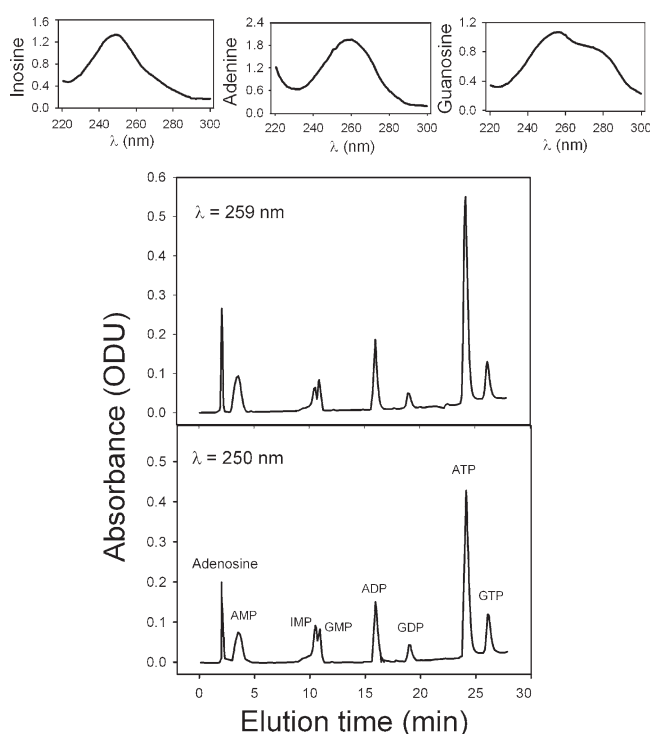 Inosine
1.6
1.2
0.8
0.4
0.0
220 240 260 280 300
λ (nm)
Adenine
2.4
1.8
1.2
0.6
0.0
220 240 260 280 300
λ (nm)
Guanosine
1.2
0.8
0.4
0.0
220 240 260 280 300
λ (nm)
Absorbance (ODU)
0.6
0.5
0.4
0.3
0.2
0.1
0.0
λ = 259 nm
0.5
0.4
0.3
0.2
0.1
0.0
λ = 250 nm
ATP
Adenosine
AMP
IMP
GMP
ADP
GDP
GTP
0 5 10 15 20 25 30
Elution time (min)